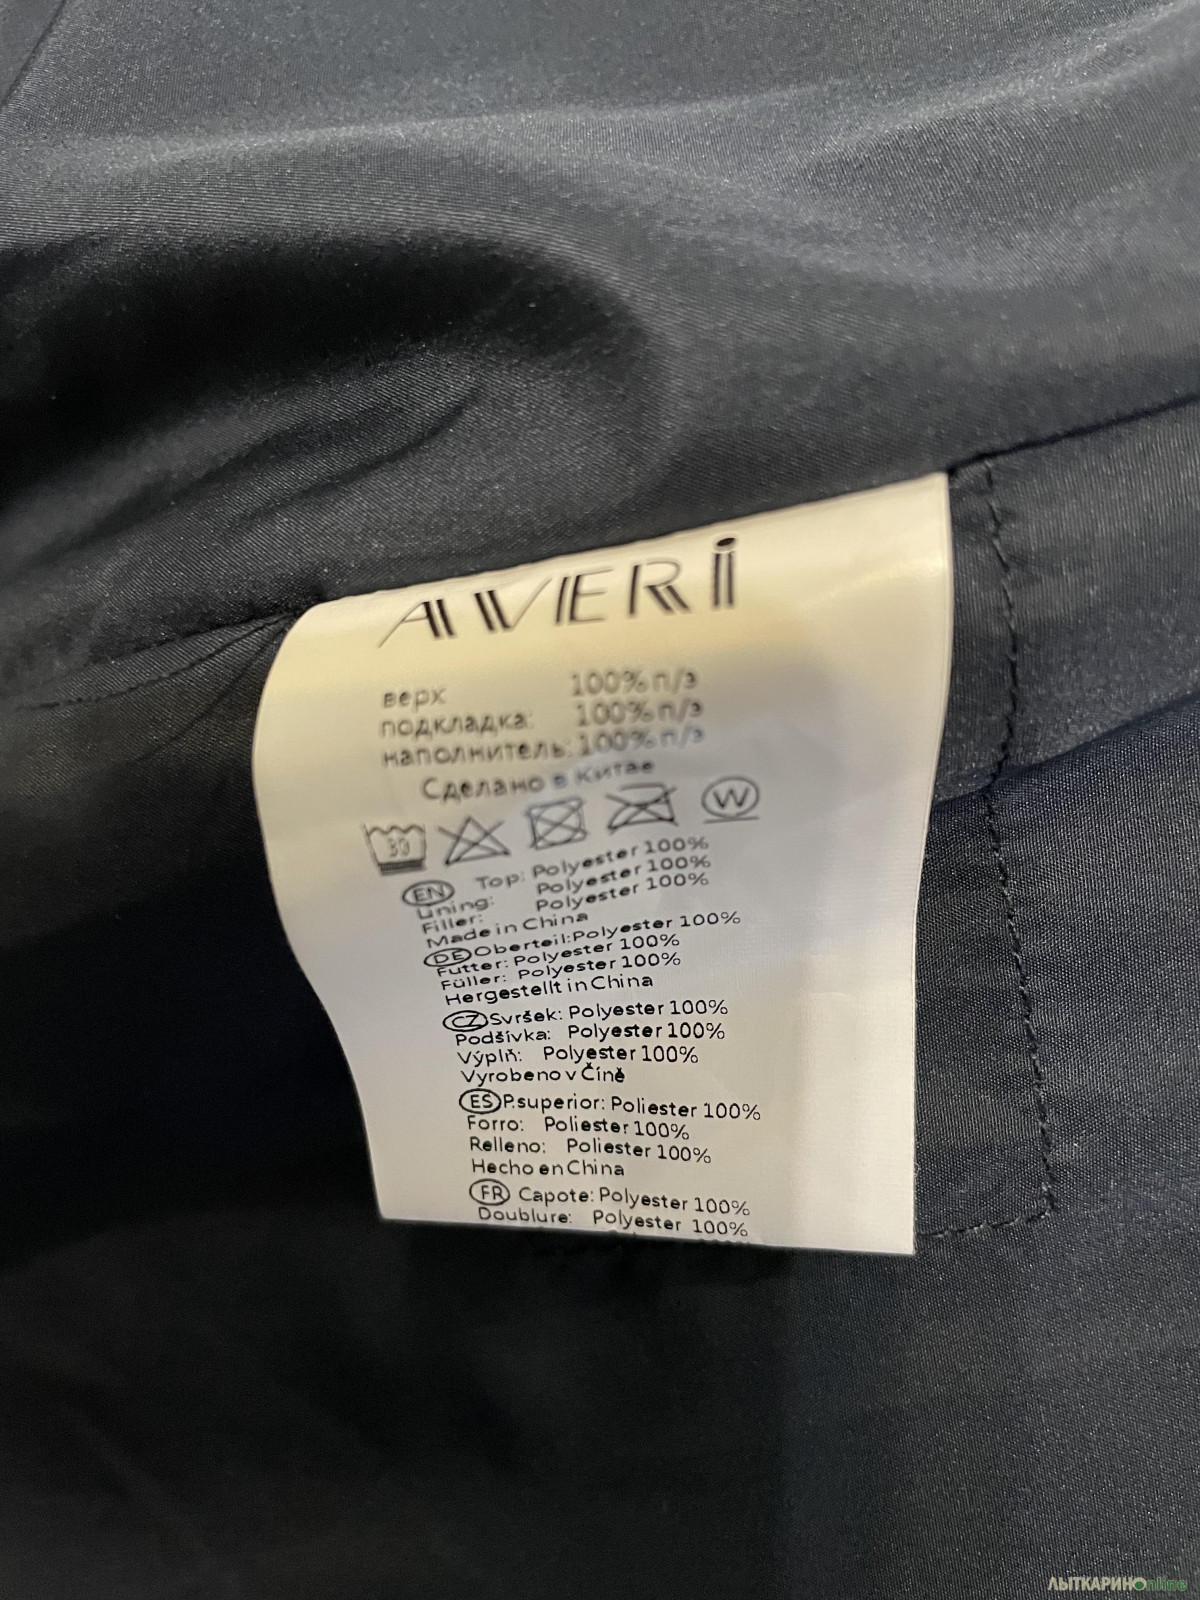 AVERI
верх 100% п/э
подкладка: 100% п/э
наполнитель: 100% п/э
Сделано в Китае
30 W
EN Top: Polyester 100%
Lining: Polyester 100%
Filler: Polyester 100%
Made in China
DE Oberteil: Polyester 100%
Futter: Polyester 100%
Füller: Polyester 100%
Hergestellt in China
CZ Svršek: Polyester 100%
Podšívka: Polyester 100%
Výplň: Polyester 100%
Vyrobeno v Číně
ES P.superior: Poliester 100%
Forro: Poliester 100%
Relleno: Poliester 100%
Hecho en China
FR Capote: Polyester 100%
Doublure: Polyester 100%
ЛЫТКАРИНОonline